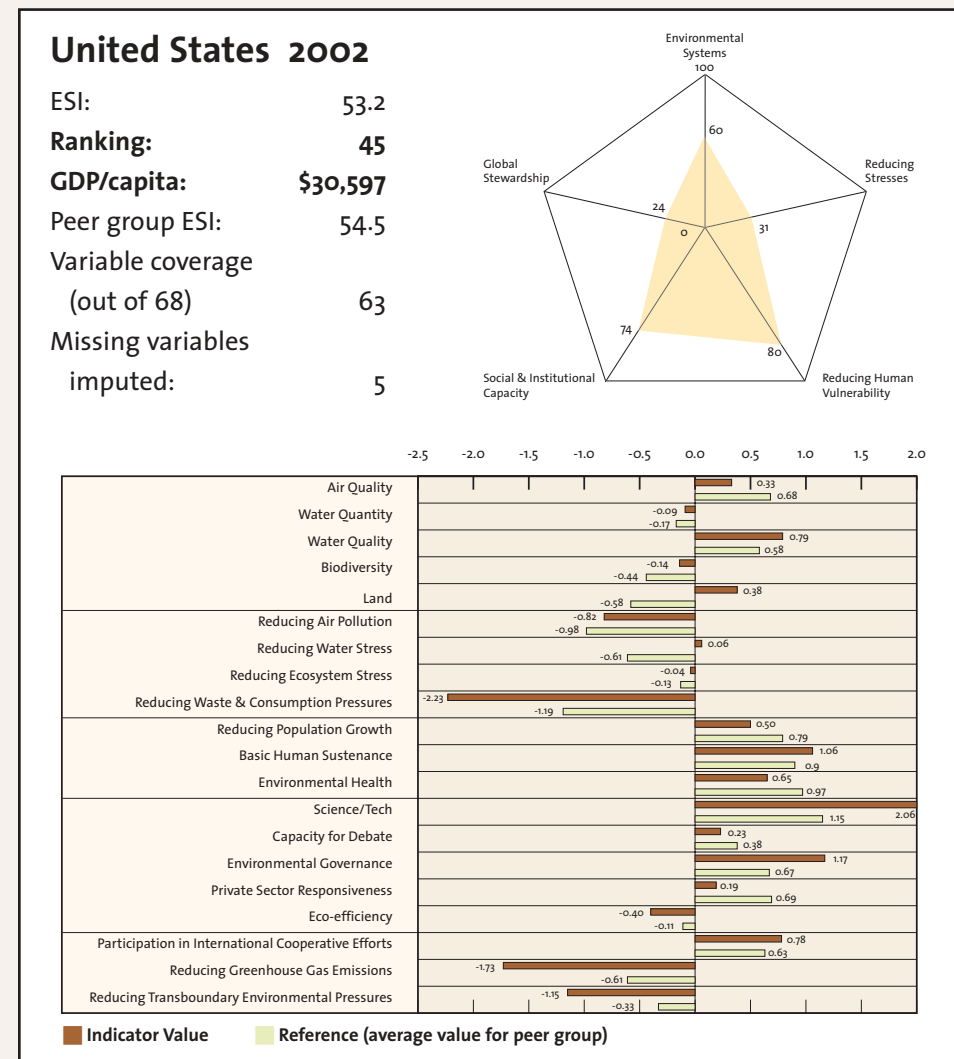 United States 2002
ESI: 53.2
Ranking: 45
GDP/capita: $30,597
Peer group ESI: 54.5
Variable coverage
(out of 68) 63
Missing variables
imputed: 5
Environmental
Systems
100
60
Global
Stewardship
Reducing
Stresses
24
0
31
74
80
Social & Institutional
Capacity
Reducing Human
Vulnerability
-2.5 -2.0 -1.5 -1.0 -0.5 0.0 0.5 1.0 1.5 2.0
Air Quality 0.33
0.68
Water Quantity -0.09
-0.17
Water Quality 0.79
0.58
Biodiversity -0.14
-0.44
Land 0.38
-0.58
Reducing Air Pollution -0.82
-0.98
Reducing Water Stress 0.06
-0.61
Reducing Ecosystem Stress -0.04
-0.13
Reducing Waste & Consumption Pressures -2.23
-1.19
Reducing Population Growth 0.50
0.79
Basic Human Sustenance 1.06
0.9
Environmental Health 0.65
0.97
Science/Tech 2.06
1.15
Capacity for Debate 0.23
0.38
Environmental Governance 1.17
0.67
Private Sector Responsiveness 0.19
0.69
Eco-efficiency -0.40
-0.11
Participation in International Cooperative Efforts 0.78
0.63
Reducing Greenhouse Gas Emissions -1.73
-0.61
Reducing Transboundary Environmental Pressures -1.15
-0.33
Indicator Value Reference (average value for peer group)